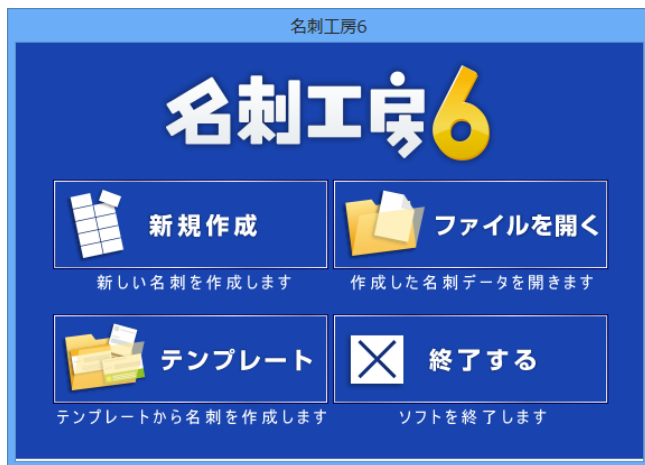 名刺工房6
名刺工房6
新規作成
ファイルを開く
新しい名刺を作成します
作成した名刺データを開きます
テンプレート
終了する
テンプレートから名刺を作成します
ソフトを終了します